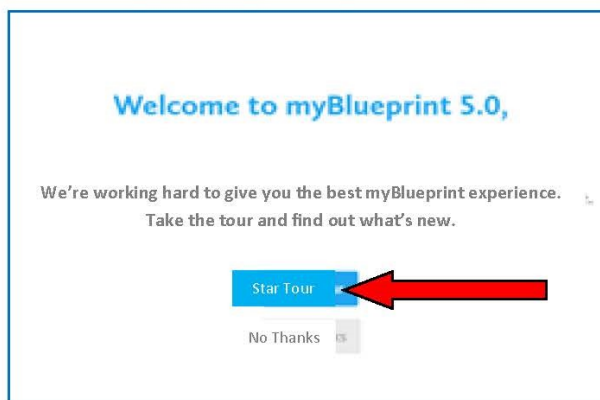 Welcome to myBlueprint 5.0,
We're working hard to give you the best myBlueprint experience.
Take the tour and find out what's new.
Star Tour
No Thanks